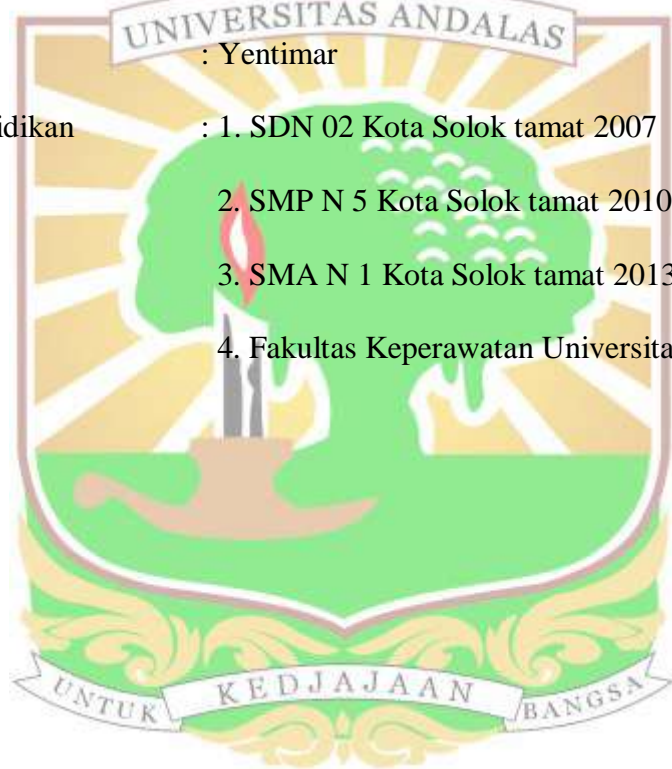 UNIVERSITAS ANDALAS
: Yentimar
idikan : 1. SDN 02 Kota Solok tamat 2007
2. SMP N 5 Kota Solok tamat 2010
3. SMA N 1 Kota Solok tamat 2013
4. Fakultas Keperawatan Universita
UNTUK KEDJAJAAN BANGSA